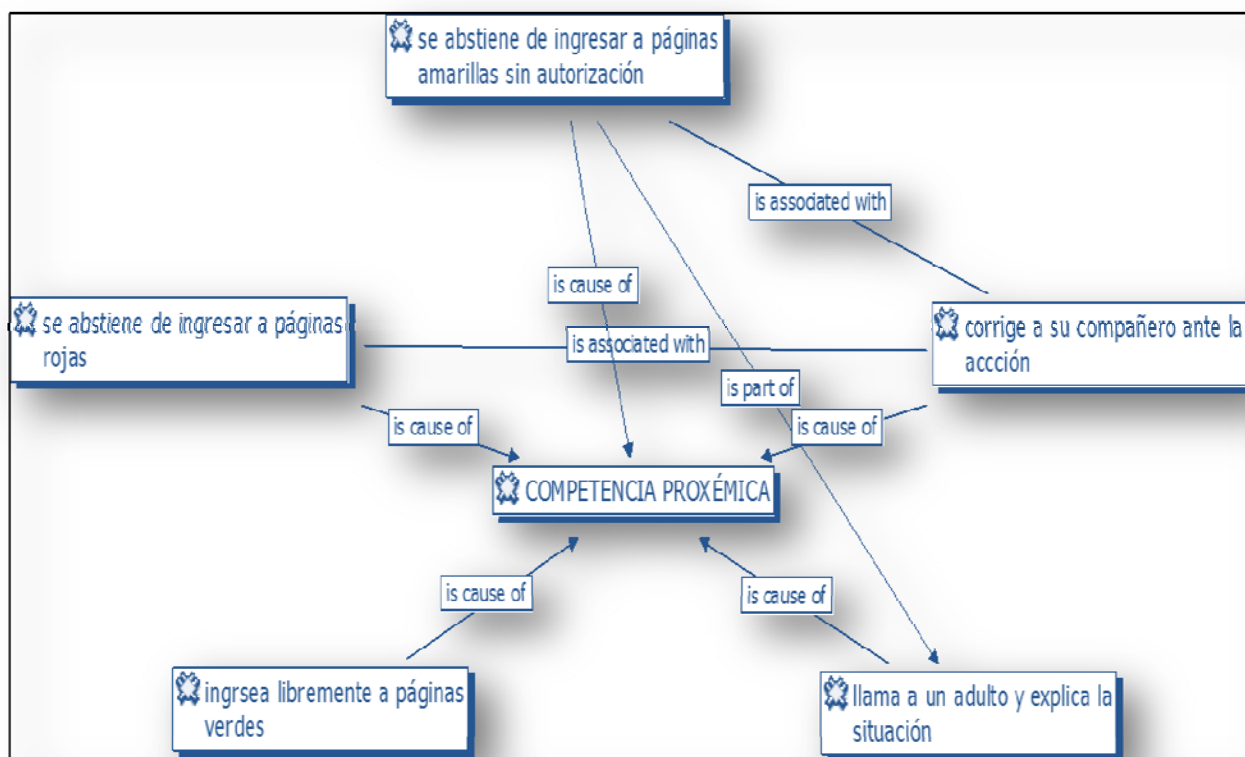 se abstiene de ingresar a páginas
amarillas sin autorización
is associated with
is cause of
se abstiene de ingresar a páginas
rojas
is associated with
corrige a su compañero ante la
accción
is part of
is cause of
is cause of
COMPETENCIA PROXÉMICA
is cause of
is cause of
ingrsea libremente a páginas
verdes
llama a un adulto y explica la
situación